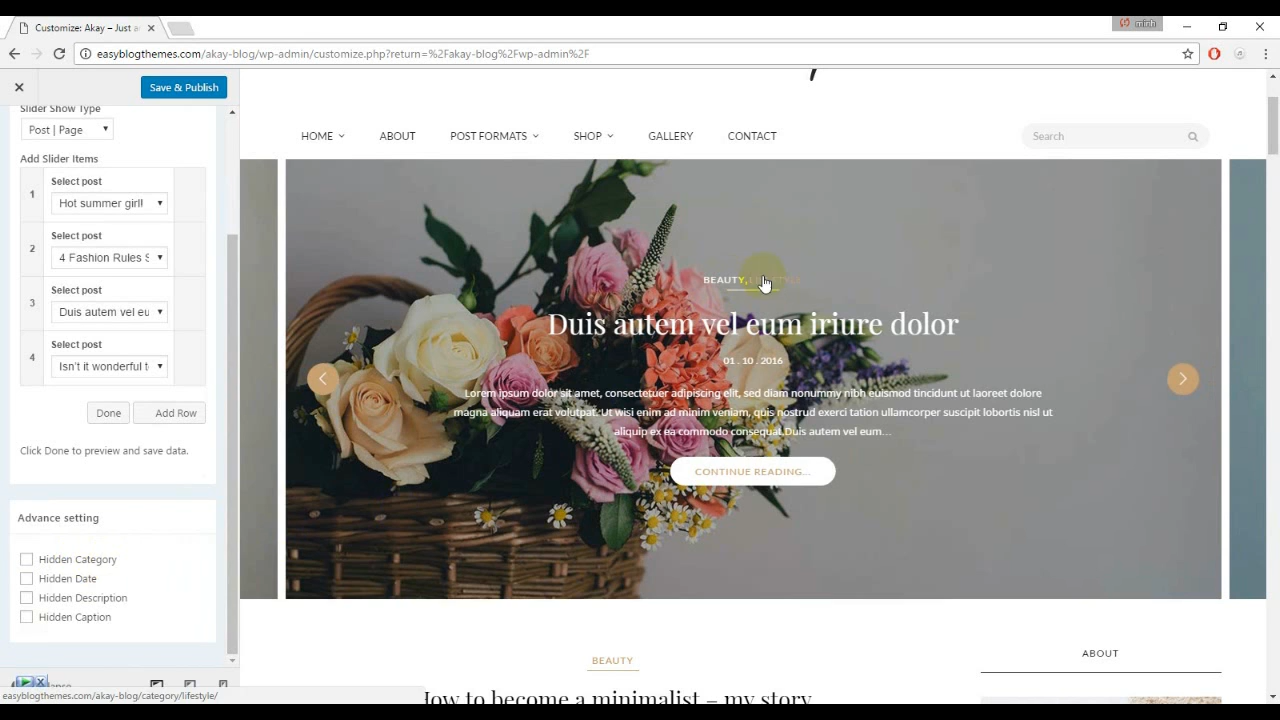 Customize: Akay – Just a
minh
easyblogthemes.com/akay-blog/wp-admin/customize.php?return=%2Fakay-blog%2Fwp-admin%2F
Save & Publish
Slider Show Type
Post | Page
Add Slider Items
1
Select post
Hot summer girl!
2
Select post
4 Fashion Rules S
3
Select post
Duis autem vel eu
4
Select post
Isn't it wonderful t
Done
Add Row
Click Done to preview and save data.
Advance setting
Hidden Category
Hidden Date
Hidden Description
Hidden Caption
easyblogthemes.com/akay-blog/category/lifestyle/
HOME
ABOUT
POST FORMATS
SHOP
GALLERY
CONTACT
Search
BEAUTY,
Duis autem vel eum iriure dolor
01 . 10 . 2016
Lorem ipsum dolor sit amet, consectetuer adipiscing elit, sed diam nonummy nibh euismod tincidunt ut laoreet dolore
magna aliquam erat volutpat. Ut wisi enim ad minim veniam, quis nostrud exerci tation ullamcorper suscipit lobortis nisl ut
aliquip ex ea commodo consequat.Duis autem vel eum...
CONTINUE READING...
BEAUTY
How to become a minimalist – my story
ABOUT